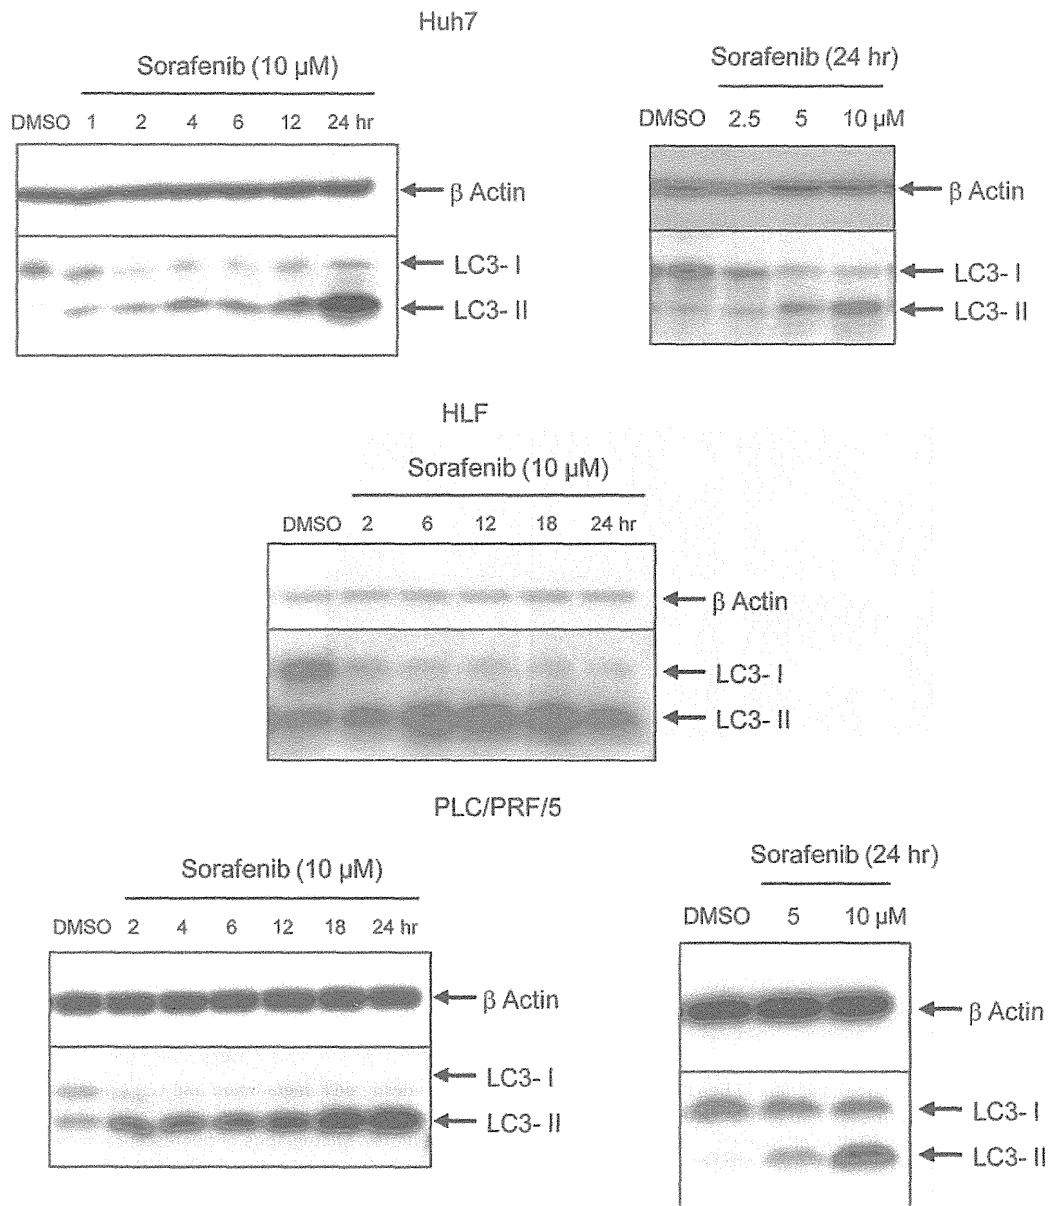 Huh7
Sorafenib (10 µM)
DMSO 1 2 4 6 12 24 hr
β Actin
LC3- I
LC3- II
Sorafenib (24 hr)
DMSO 2.5 5 10 µM
β Actin
LC3- I
LC3- II
HLF
Sorafenib (10 µM)
DMSO 2 6 12 18 24 hr
β Actin
LC3- I
LC3- II
PLC/PRF/5
Sorafenib (10 µM)
DMSO 2 4 6 12 18 24 hr
β Actin
LC3- I
LC3- II
Sorafenib (24 hr)
DMSO 5 10 µM
β Actin
LC3- I
LC3- II